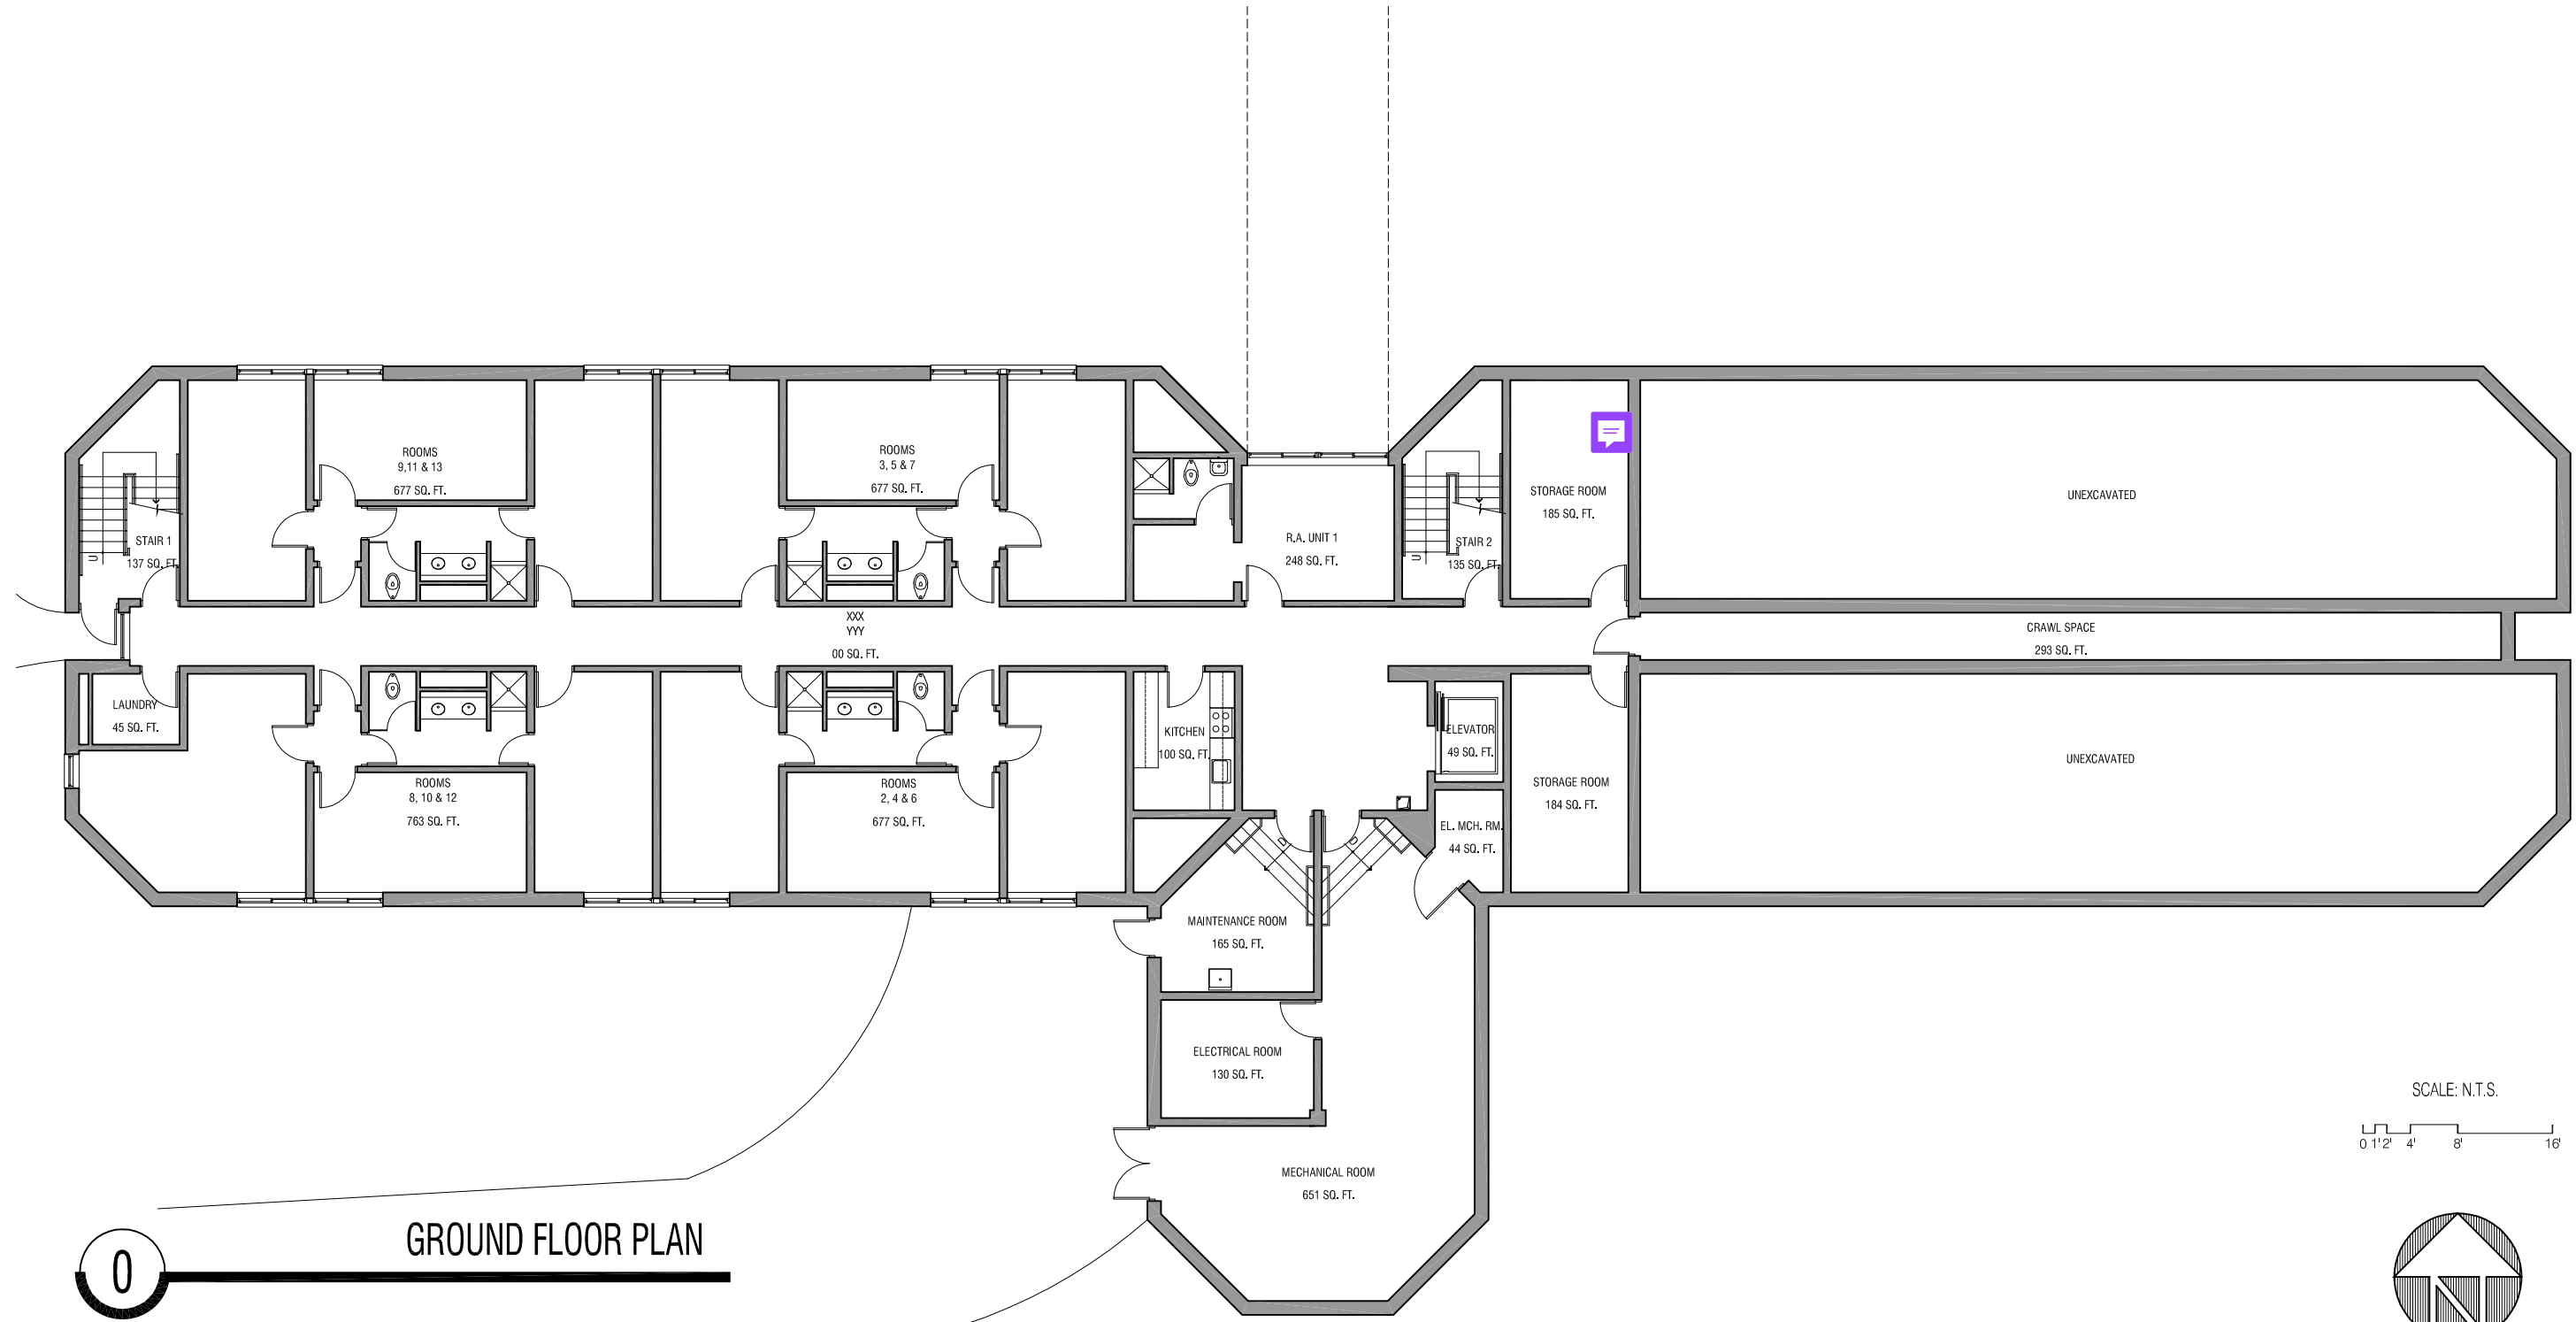 ROOMS
9,11 & 13
677 SQ. FT.
ROOMS
3, 5 & 7
677 SQ. FT.
STAIR 1
137 SQ. FT.
U
R.A. UNIT 1
248 SQ. FT.
STAIR 2
135 SQ. FT.
U
STORAGE ROOM
185 SQ. FT.
UNEXCAVATED
XXX
YYY
00 SQ. FT.
CRAWL SPACE
293 SQ. FT.
LAUNDRY
45 SQ. FT.
ROOMS
8, 10 & 12
763 SQ. FT.
ROOMS
2, 4 & 6
677 SQ. FT.
KITCHEN
100 SQ. FT.
ELEVATOR
49 SQ. FT.
EL. MCH. RM.
44 SQ. FT.
STORAGE ROOM
184 SQ. FT.
UNEXCAVATED
D
D
MAINTENANCE ROOM
165 SQ. FT.
ELECTRICAL ROOM
130 SQ. FT.
MECHANICAL ROOM
651 SQ. FT.
SCALE: N.T.S.
0 1' 2' 4' 8' 16'
0
GROUND FLOOR PLAN
N